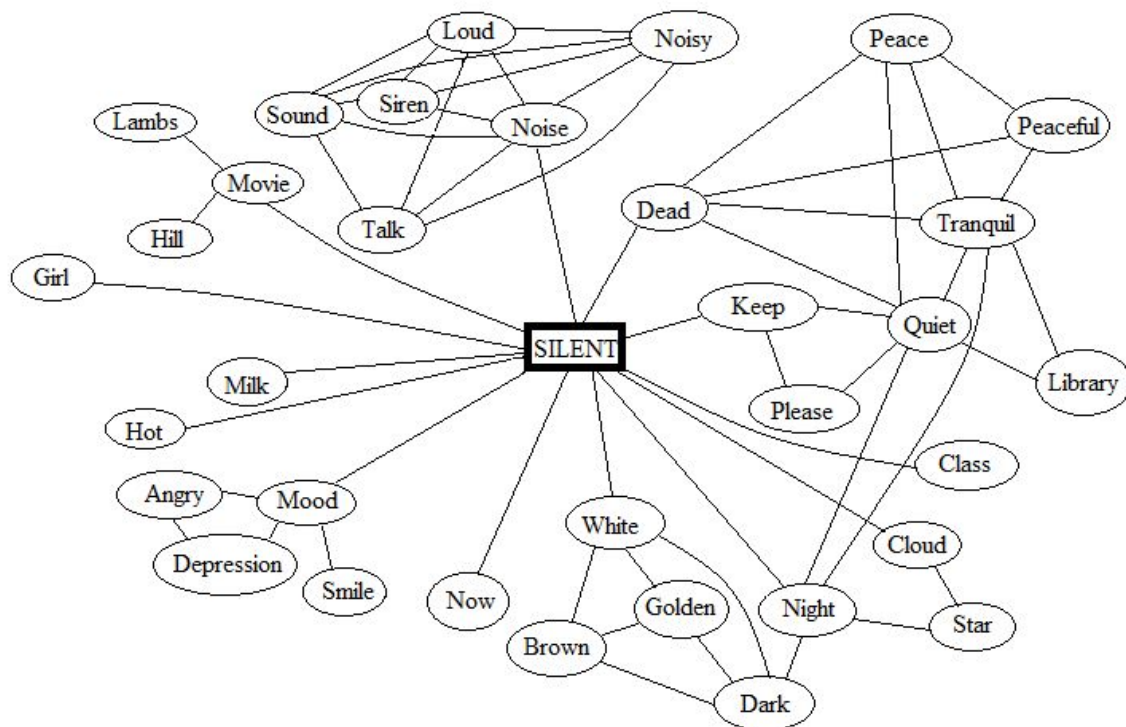 Loud
Noisy
Peace
Lambs
Sound
Siren
Noise
Peaceful
Movie
Dead
Tranquil
Hill
Talk
Girl
Keep
Quiet
SILENT
Milk
Please
Library
Hot
Class
Angry
Mood
White
Cloud
Depression
Smile
Now
Golden
Night
Star
Brown
Dark